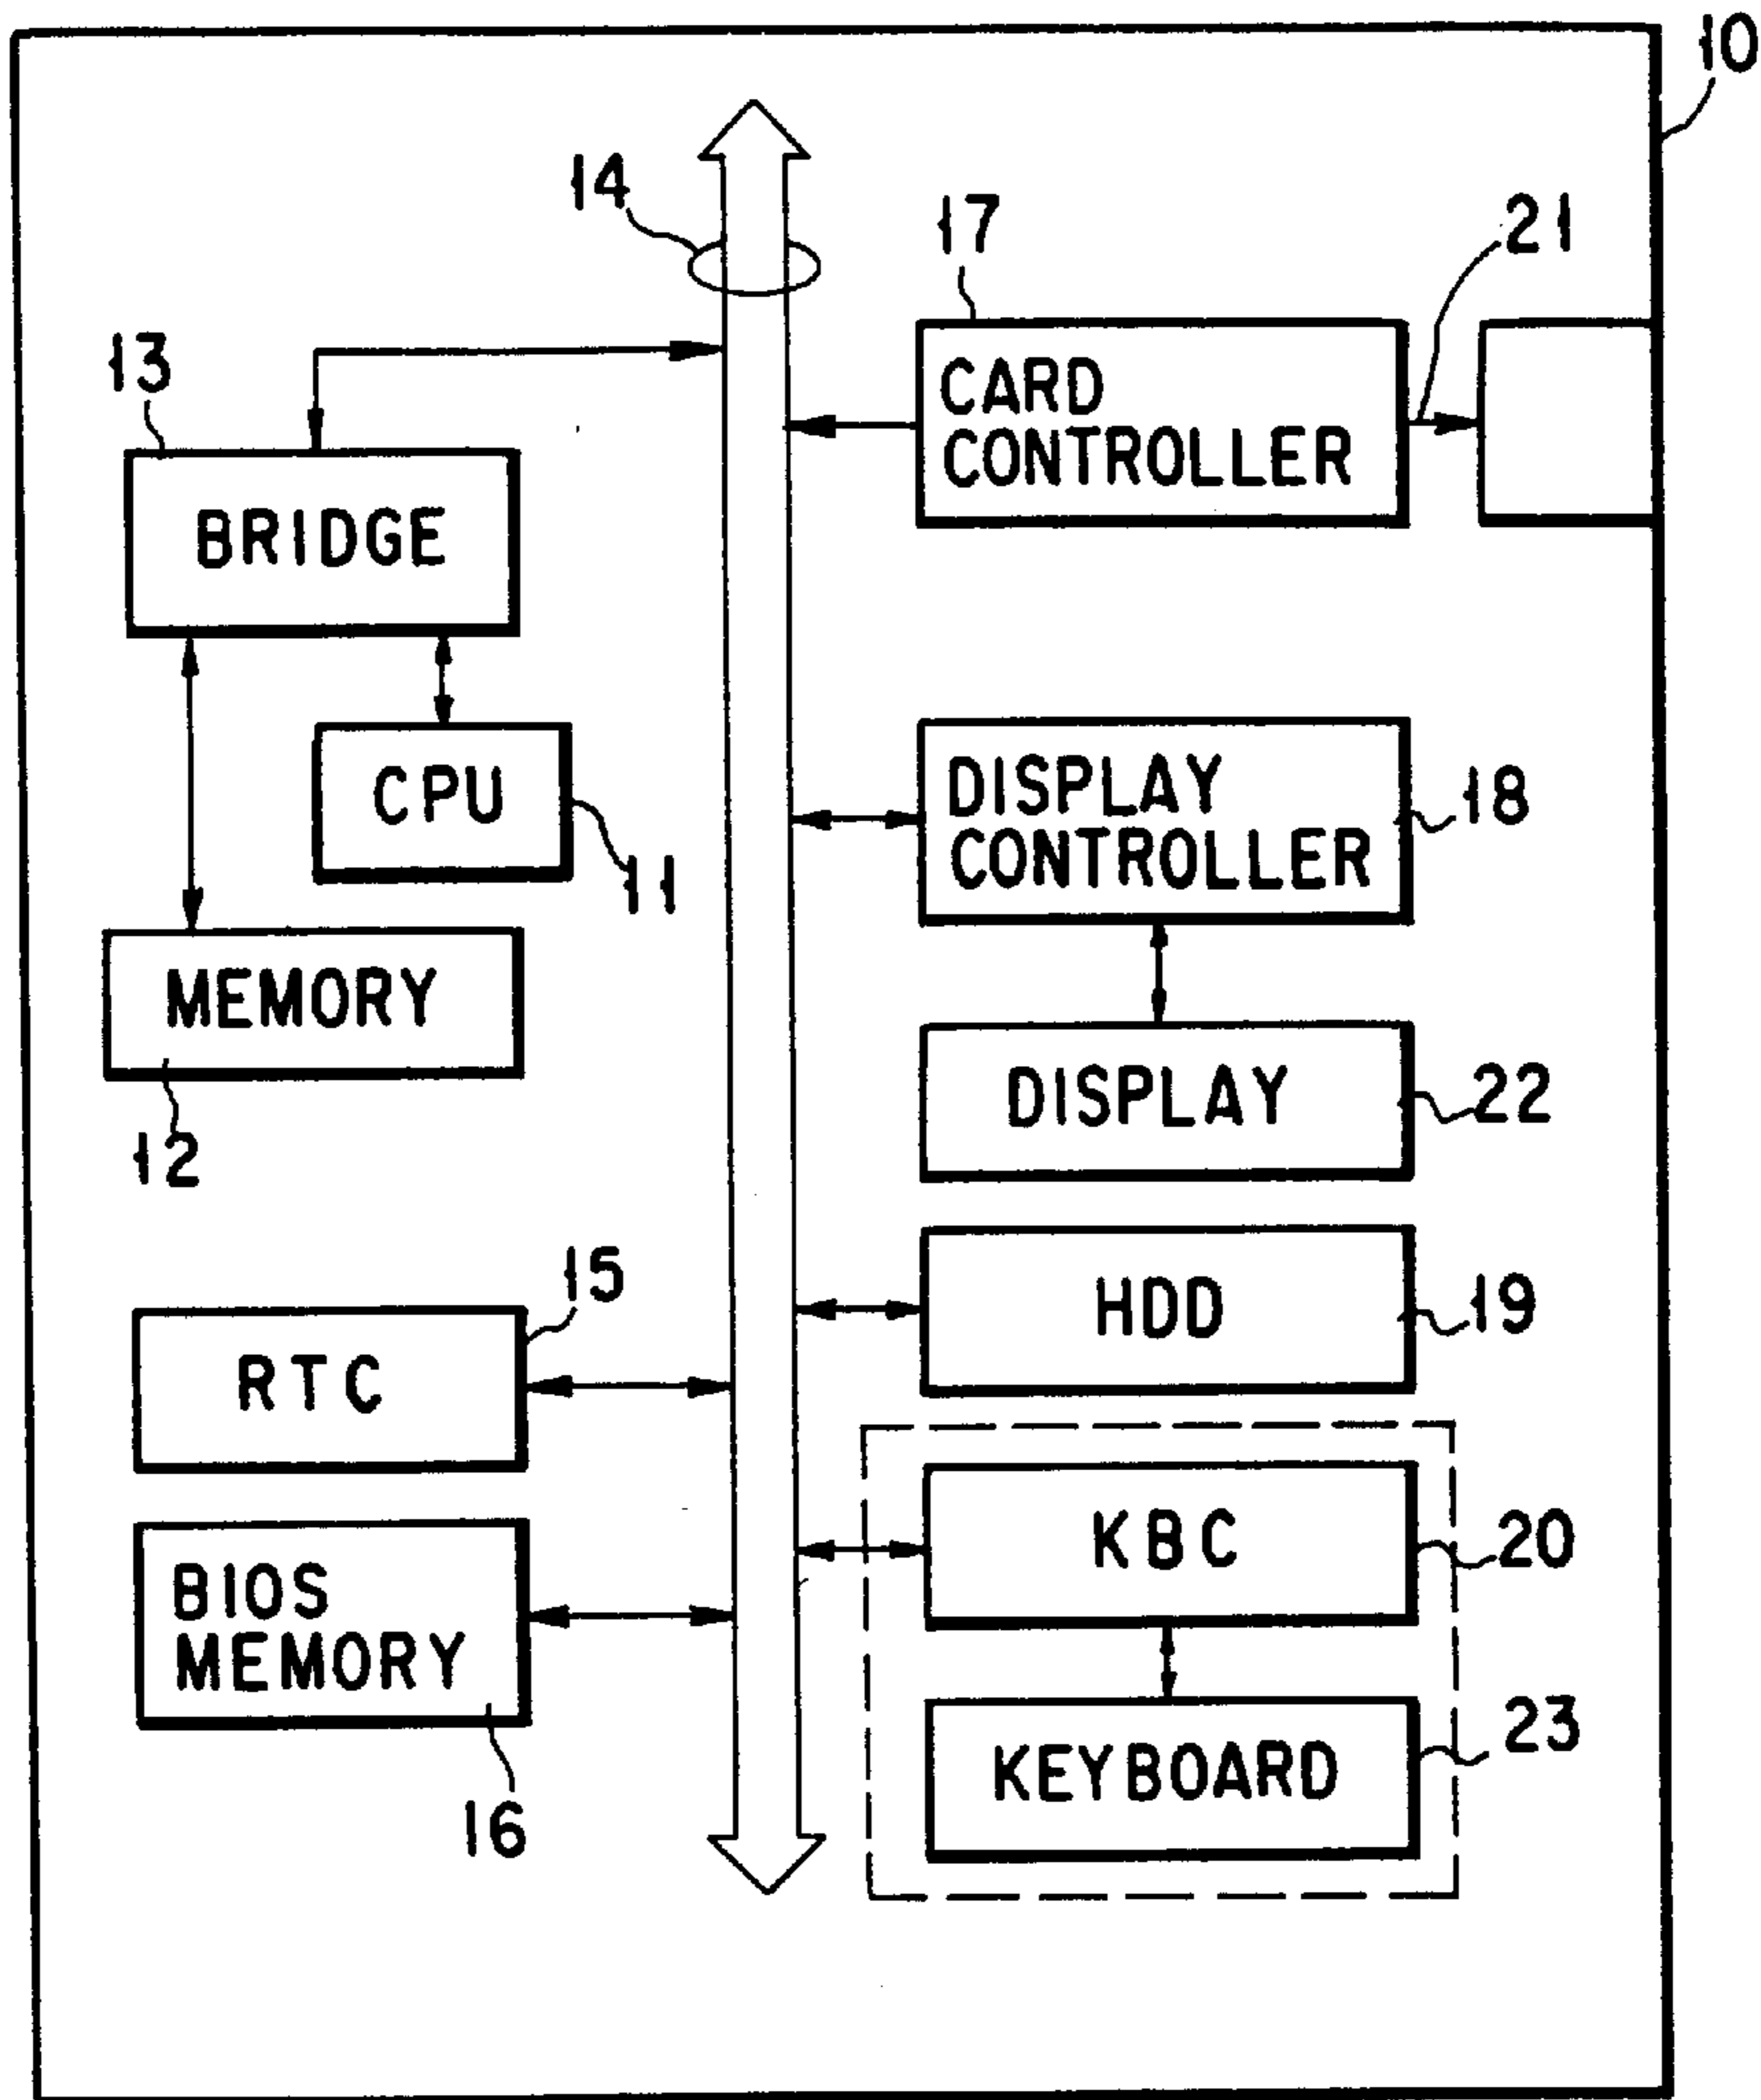 10
14
17
21
13
CARD
CONTROLLER
BRIDGE
CPU
11
DISPLAY
CONTROLLER
18
MEMORY
12
DISPLAY
22
15
RTC
HDD
19
KBC
20
BIOS
MEMORY
16
KEYBOARD
23